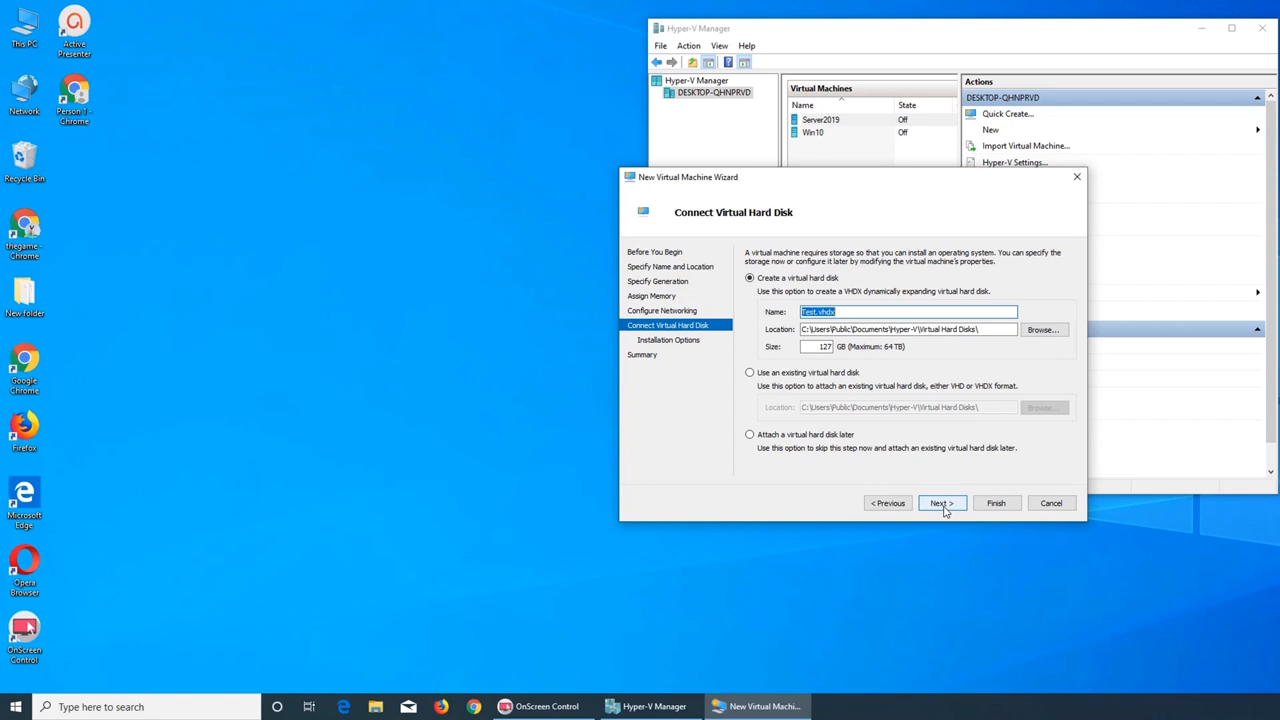 This PC
Active
Presenter
Network
Person 1 -
Chrome
Recycle Bin
thegame -
Chrome
New folder
Google
Chrome
Firefox
Microsoft
Edge
Opera
Browser
OnScreen
Control
Hyper-V Manager
File Action View Help
Hyper-V Manager
DESKTOP-QHNPRVD
Virtual Machines
Name State
Server2019 Off
Win10 Off
Actions
DESKTOP-QHNPRVD
Quick Create...
New
Import Virtual Machine...
Hyper-V Settings...
New Virtual Machine Wizard
Connect Virtual Hard Disk
Before You Begin
Specify Name and Location
Specify Generation
Assign Memory
Configure Networking
Connect Virtual Hard Disk
Installation Options
Summary
A virtual machine requires storage so that you can install an operating system. You can specify the
storage now or configure it later by modifying the virtual machine's properties.
Create a virtual hard disk
Use this option to create a VHDX dynamically expanding virtual hard disk.
Name: Test.vhdx
Location: C:\Users\Public\Documents\Hyper-V\Virtual Hard Disks\ Browse...
Size: 127 GB (Maximum: 64 TB)
Use an existing virtual hard disk
Use this option to attach an existing virtual hard disk, either VHD or VHDX format.
Location: C:\Users\Public\Documents\Hyper-V\Virtual Hard Disks\ Browse...
Attach a virtual hard disk later
Use this option to skip this step now and attach an existing virtual hard disk later.
< Previous Next > Finish Cancel
Type here to search
OnScreen Control
Hyper-V Manager
New Virtual Machi...